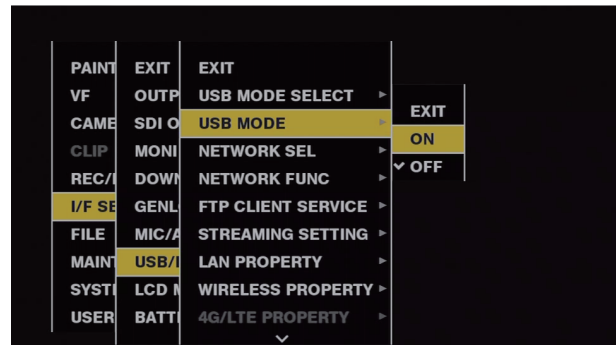 PAINT
VF
CAME
CLIP
REC/
I/F SE
FILE
MAINT
SYST
USER
EXIT
OUTP
SDI O
MONI
DOWN
GENL
MIC/A
USB/
LCD M
BATT
EXIT
USB MODE SELECT
USB MODE
NETWORK SEL
NETWORK FUNC
FTP CLIENT SERVICE
STREAMING SETTING
LAN PROPERTY
WIRELESS PROPERTY
4G/LTE PROPERTY
EXIT
ON
OFF